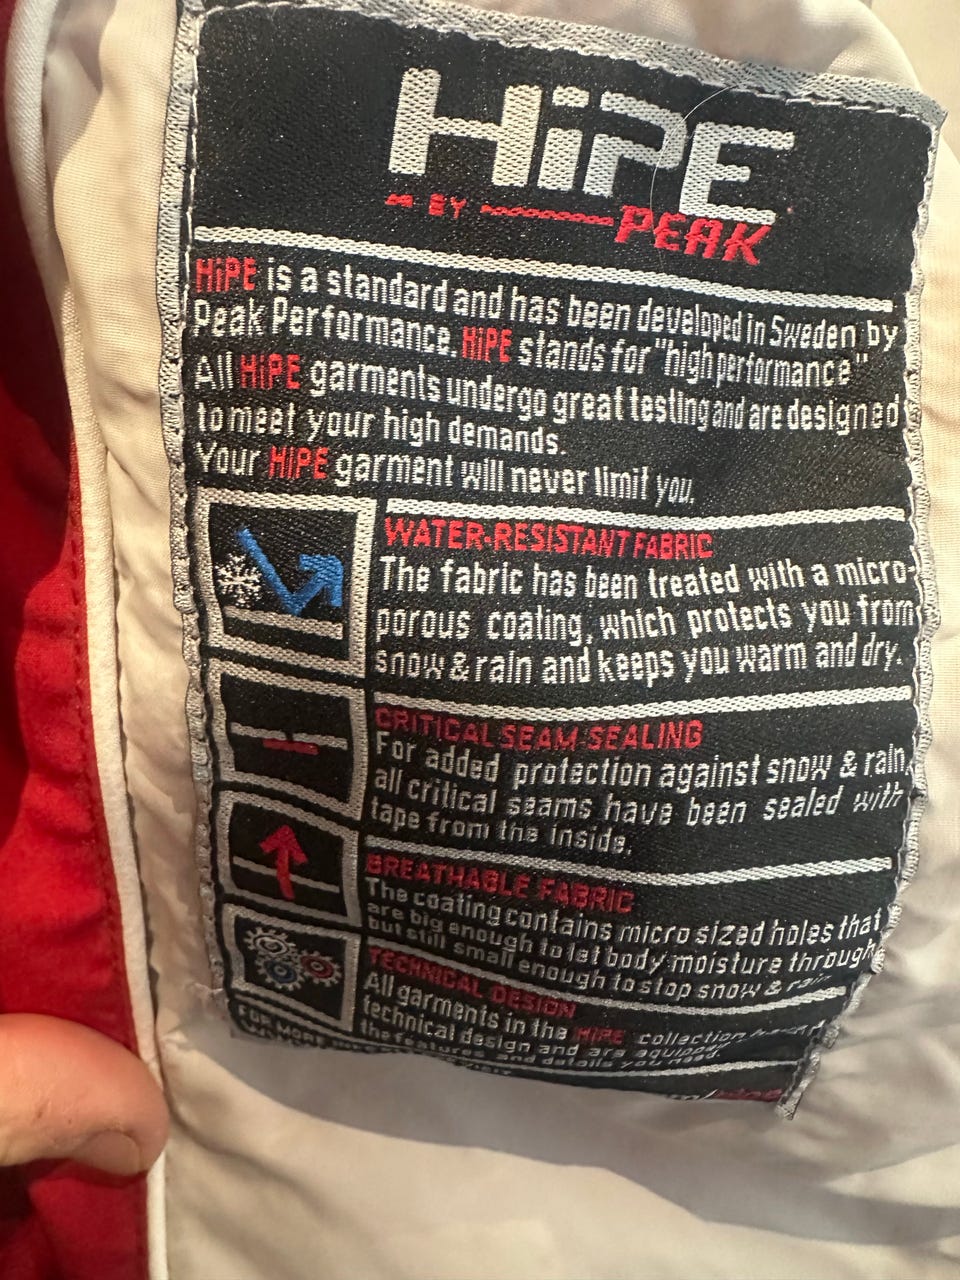 HiPE
BY PEAK
HiPE is a standard and has been developed in Sweden by
Peak Performance. HiPE stands for "high performance"
All HiPE garments undergo great testing and are designed
to meet your high demands.
Your HiPE garment will never limit you.
WATER-RESISTANT FABRIC
The fabric has been treated with a micro-
porous coating, which protects you from
snow & rain and keeps you warm and dry.
CRITICAL SEAM-SEALING
For added protection against snow & rain,
all critical seams have been sealed with
tape from the inside.
BREATHABLE FABRIC
The coating contains micro sized holes that
are big enough to let body moisture through,
but still small enough to stop snow & rain.
TECHNICAL DESIGN
All garments in the HiPE collection
technical design and are equipped
the features and details you need.
FOR MORE